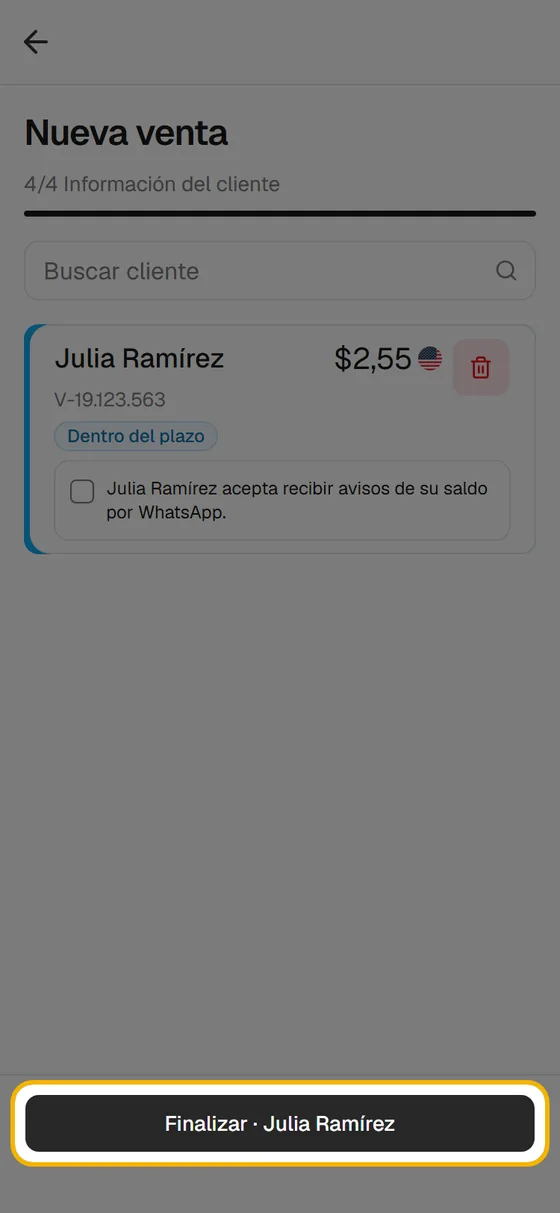 Nueva venta
4/4 Información del cliente
Buscar cliente
Julia Ramírez
$2,55
V-19.123.563
Dentro del plazo
Julia Ramírez acepta recibir avisos de su saldo
por WhatsApp.
Finalizar · Julia Ramírez